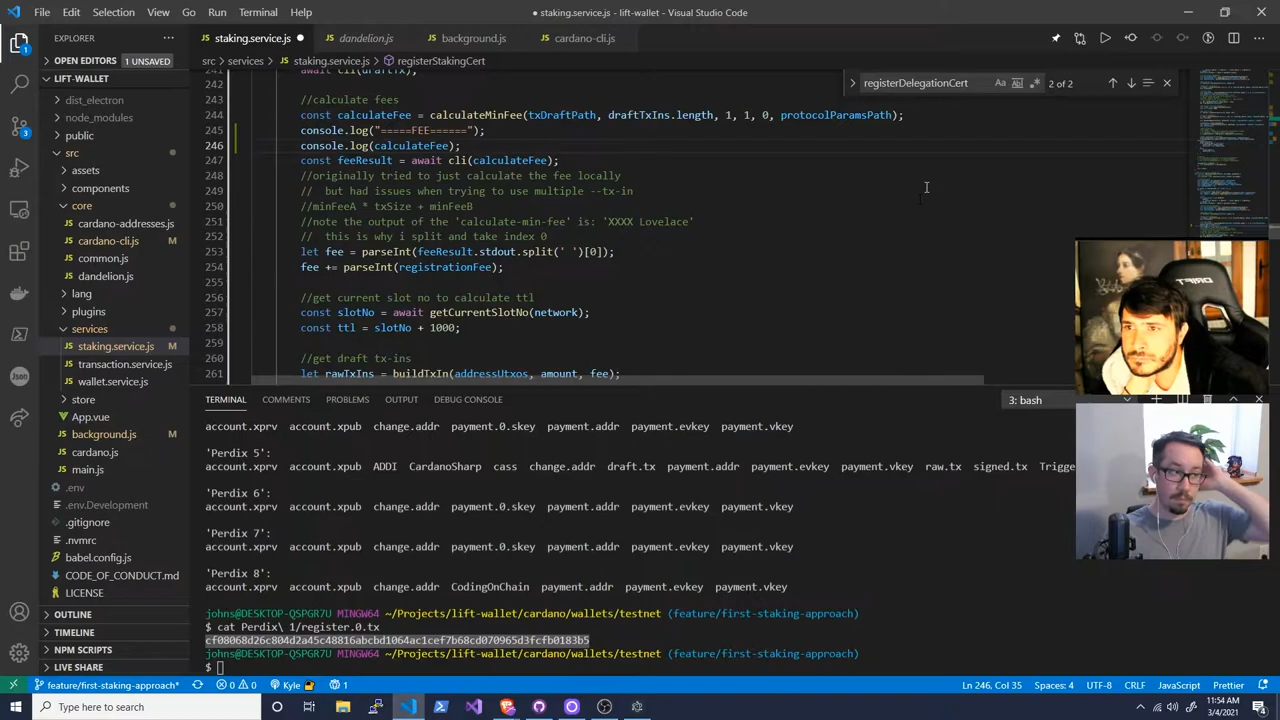 File Edit Selection View Go Run Terminal Help
● staking.service.js - lift-wallet - Visual Studio Code
EXPLORER
staking.service.js ● dandelion.js background.js cardano-cli.js
OPEN EDITORS 1 UNSAVED
src > services > staking.service.js > registerStakingCert
LIFT-WALLET
dist_electron
node_modules
public
src
assets
components
core
cardano-addresses.js
cardano-cli.js M
common.js
dandelion.js
lang
plugins
services
staking.service.js M
transaction.service.js
wallet.service.js
store
App.vue
background.js M
cardano.js
main.js
.env
.env.Development
.gitignore
.nvmrc
babel.config.js
CODE_OF_CONDUCT.md
LICENSE
OUTLINE
TIMELINE
NPM SCRIPTS
LIVE SHARE
registerDelegation
Aa 2 of 2
241 await cli(draftTx);
242
243 //calculate fees
244 const calculateFee = txDraftPath, draftTxIns.length, 1, 1, 0, protocolParamsPath);
245 console.log("======FEE======");
246 console.log(calculateFee);
247 const feeResult = await cli(calculateFee);
248 //originally tried to just calculate the fee locally
249 //but had issues when trying to use multiple --tx-in
250 //minFeeA * txSize + minFeeB
251 //the output of the 'calculate-fee' is 'XXXX Lovelace'
252 //this is why i split and take
253 let fee = parseInt(feeResult.stdout.split(' ')[0]);
254 fee += parseInt(registrationFee);
255
256 //get current slot no to calculate ttl
257 const slotNo = await getCurrentSlotNo(network);
258 const ttl = slotNo + 1000;
259
260 //get draft tx-ins
261 let rawTxIns = buildTxIn(addressUtxos, amount, fee);
TERMINAL COMMENTS PROBLEMS OUTPUT DEBUG CONSOLE
3: bash
account.xprv account.xpub change.addr payment.0.skey payment.addr payment.evkey payment.vkey
'Perdix 5':
account.xprv account.xpub ADDI CardanoSharp cass change.addr draft.tx payment.addr payment.evkey payment.vkey raw.tx signed.tx Trigge
'Perdix 6':
account.xprv account.xpub change.addr payment.0.skey payment.addr payment.evkey payment.vkey
'Perdix 7':
account.xprv account.xpub change.addr payment.0.skey payment.addr payment.evkey payment.vkey
'Perdix 8':
account.xprv account.xpub change.addr CodingOnChain payment.addr payment.evkey payment.vkey
johns@DESKTOP-QSPGR7U MINGW64 ~/Projects/lift-wallet/cardano/wallets/testnet (feature/first-staking-approach)
$ cat Perdix\ 1/register.0.tx
cf08068d26c804d2a45c48816abcbd1064ac1cef7b68cd070965d3fcfb0183b5
johns@DESKTOP-QSPGR7U MINGW64 ~/Projects/lift-wallet/cardano/wallets/testnet (feature/first-staking-approach)
$
feature/first-staking-approach* 0 0 Kyle 1
Ln 246, Col 35 Spaces: 4 UTF-8 CRLF JavaScript Prettier
Type here to search
11:54 AM
3/4/2021